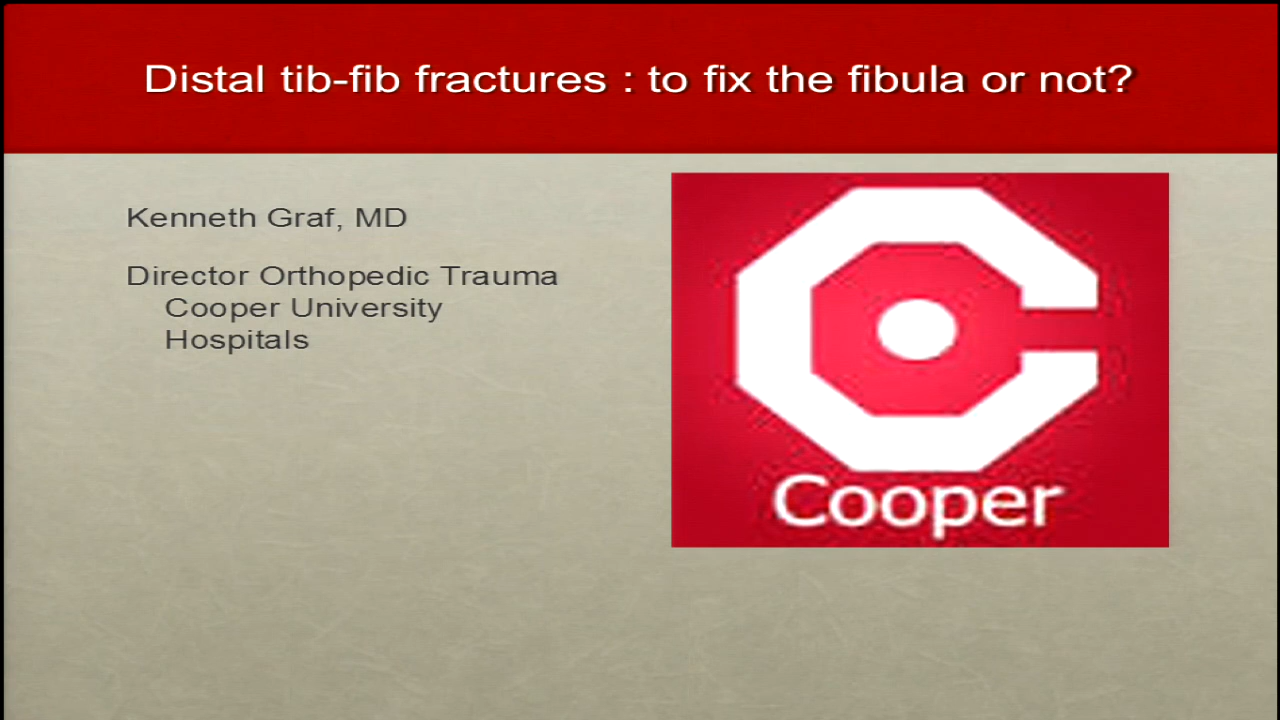 Distal tib-fib fractures : to fix the fibula or not?
Kenneth Graf, MD
Director Orthopedic Trauma
Cooper University
Hospitals
Cooper